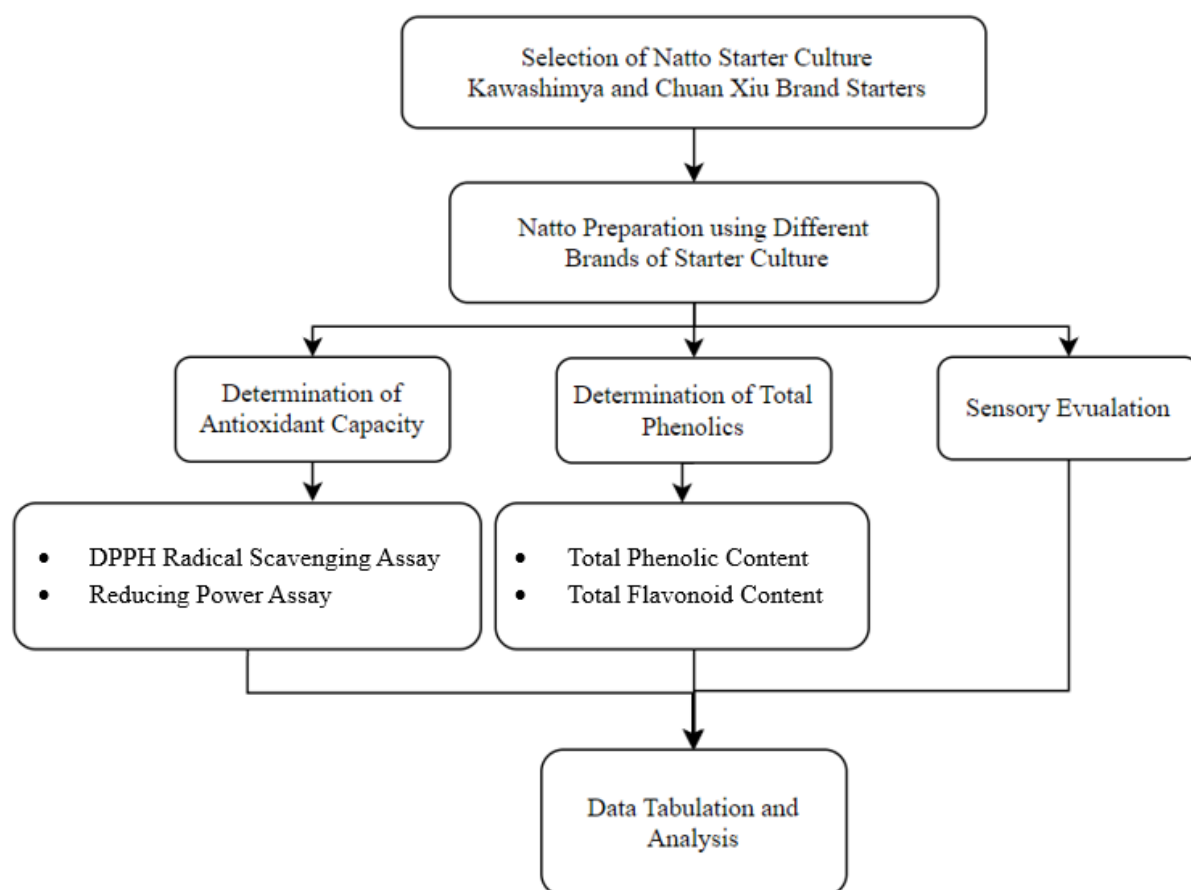 Selection of Natto Starter Culture
Kawashimya and Chuan Xiu Brand Starters
Natto Preparation using Different
Brands of Starter Culture
Determination of
Antioxidant Capacity
Determination of Total
Phenolics
Sensory Evualation
• DPPH Radical Scavenging Assay
• Reducing Power Assay
• Total Phenolic Content
• Total Flavonoid Content
Data Tabulation and
Analysis